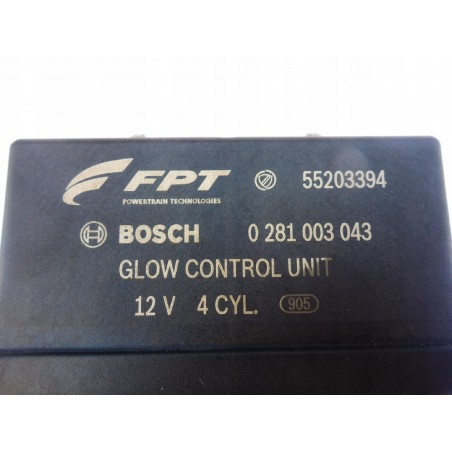 FPT 55203394
POWERTRAIN TECHNOLOGIES
BOSCH 0 281 003 043
GLOW CONTROL UNIT
12 V 4 CYL. 905